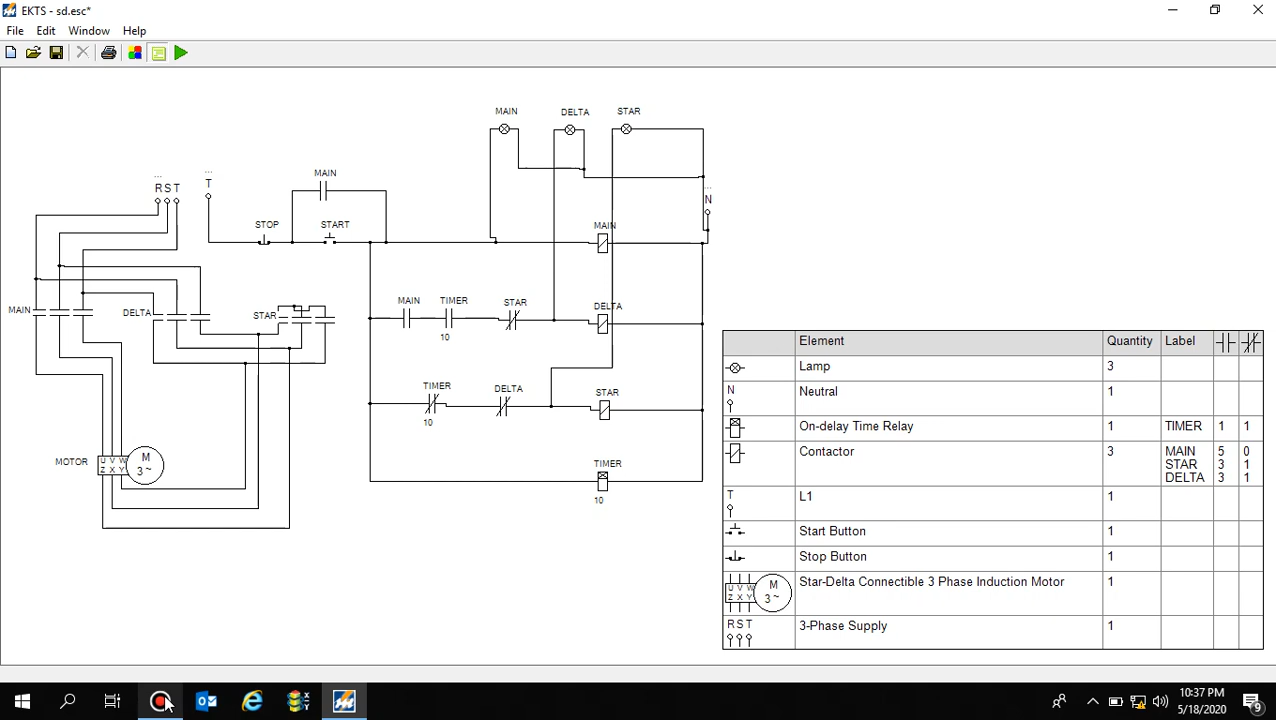 EKTS - sd.esc*
File Edit Window Help
MAIN DELTA STAR
... ...
R S T T
MAIN
...
N
STOP START
MAIN
MAIN DELTA STAR
MAIN TIMER STAR DELTA
10
TIMER DELTA STAR
10
MOTOR U V W M
Z X Y 3 ~
TIMER
10
Element Quantity Label
Lamp 3
N Neutral 1
On-delay Time Relay 1 TIMER 1 1
Contactor 3 MAIN 5 0
STAR 3 1
DELTA 3 1
T L1 1
Start Button 1
Stop Button 1
U V W M Star-Delta Connectible 3 Phase Induction Motor 1
Z X Y 3 ~
R S T 3-Phase Supply 1
10:37 PM
5/18/2020
9